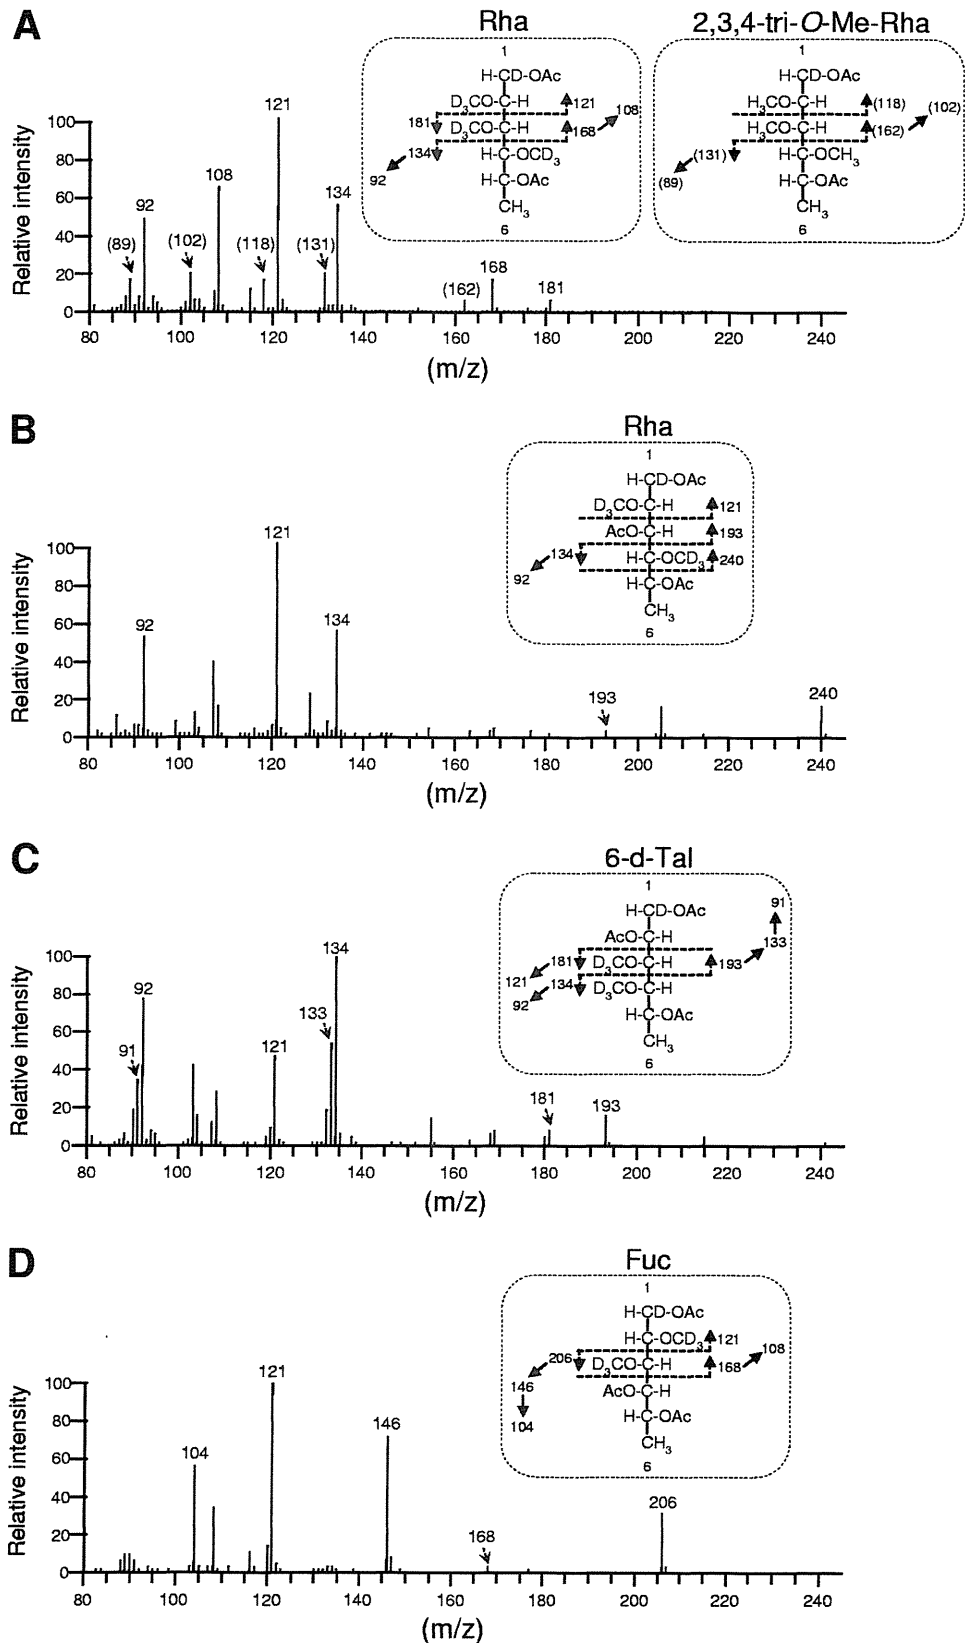 A
Rha
2,3,4-tri-O-Me-Rha
1
H-CD-OAc
D3CO-C-H
121
181
D3CO-C-H
168
108
134
H-C-OCD3
92
H-C-OAc
CH3
6
1
H-CD-OAc
H3CO-C-H
(118)
(102)
H3CO-C-H
(162)
(131)
H-C-OCH3
(89)
H-C-OAc
CH3
6
Relative intensity
100
80
60
40
20
0
(89)
92
(102)
108
(118)
121
(131)
134
(162)
168
181
80 100 120 140 160 180 200 220 240
(m/z)
B
Rha
1
H-CD-OAc
D3CO-C-H
121
AcO-C-H
193
134
H-C-OCD3
240
92
H-C-OAc
CH3
6
Relative intensity
100
80
60
40
20
0
92
121
134
193
240
80 100 120 140 160 180 200 220 240
(m/z)
C
6-d-Tal
1
H-CD-OAc
91
AcO-C-H
133
181
D3CO-C-H
193
121
134
D3CO-C-H
92
H-C-OAc
CH3
6
Relative intensity
100
80
60
40
20
0
91
92
121
133
134
181
193
80 100 120 140 160 180 200 220 240
(m/z)
D
Fuc
1
H-CD-OAc
H-C-OCD3
121
206
D3CO-C-H
168
108
146
AcO-C-H
104
H-C-OAc
CH3
6
Relative intensity
100
80
60
40
20
0
104
121
146
168
206
80 100 120 140 160 180 200 220 240
(m/z)